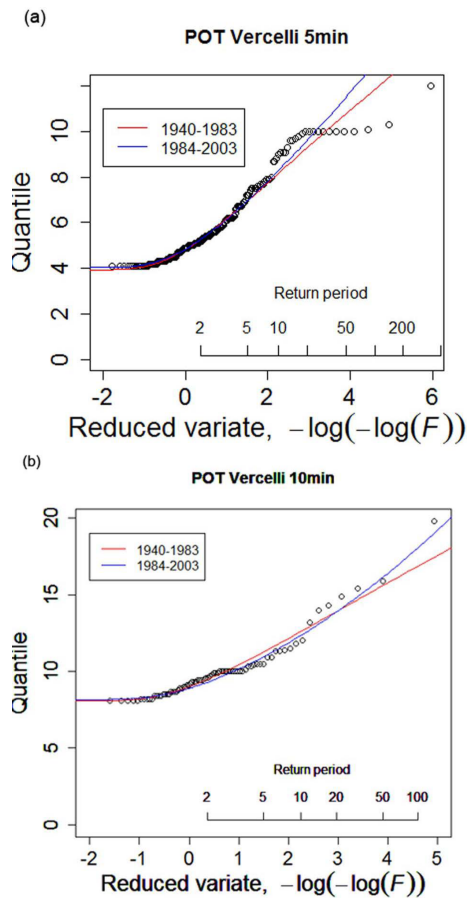 (a)
POT Vercelli 5min
1940-1983
1984-2003
Quantile
0 2 4 6 8 10
Return period
2 5 10 50 200
-2 0 2 4 6
Reduced variate, −log(−log(F))
(b)
POT Vercelli 10min
1940-1983
1984-2003
Quantile
0 5 10 15 20
Return period
2 5 10 20 50 100
-2 -1 0 1 2 3 4 5
Reduced variate, −log(−log(F))